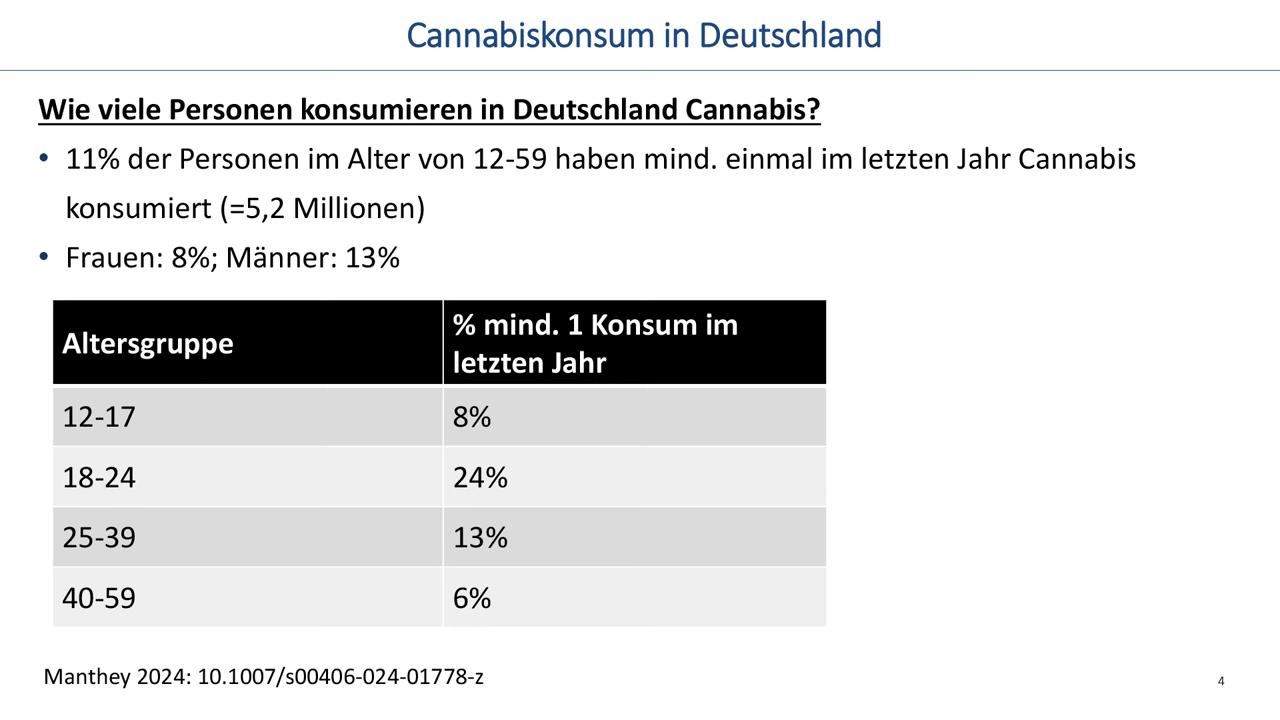 Cannabiskonsum in Deutschland
Wie viele Personen konsumieren in Deutschland Cannabis?
• 11% der Personen im Alter von 12-59 haben mind. einmal im letzten Jahr Cannabis
konsumiert (=5,2 Millionen)
• Frauen: 8%; Männer: 13%
Altersgruppe
% mind. 1 Konsum im
letzten Jahr
12-17 8%
18-24 24%
25-39 13%
40-59 6%
Manthey 2024: 10.1007/s00406-024-01778-z
4